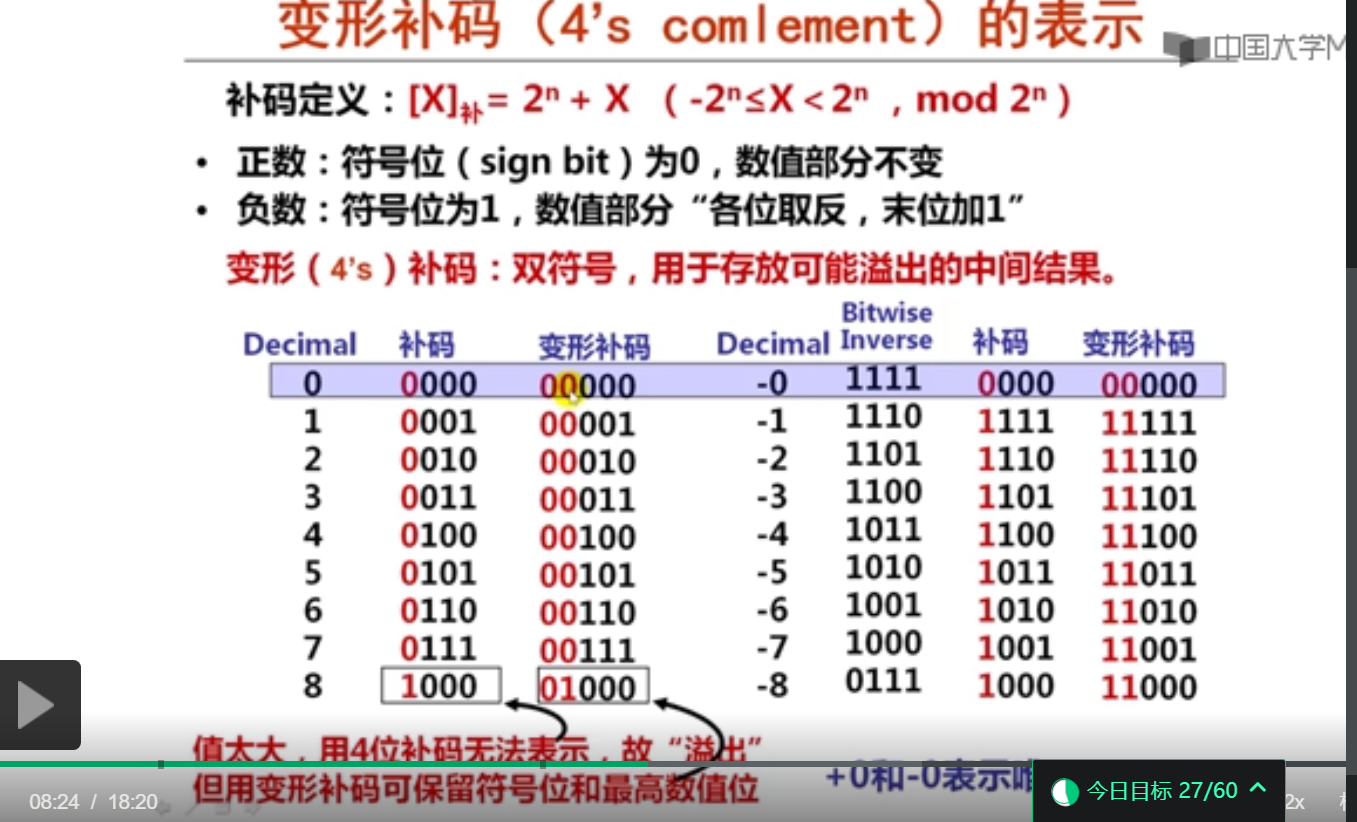 变形补码（4's comlement）的表示
中国大学M
补码定义：[X]补= 2ⁿ + X （ -2ⁿ≤X < 2ⁿ ，mod 2ⁿ ）
• 正数：符号位（sign bit）为0，数值部分不变
• 负数：符号位为1，数值部分“各位取反，末位加1”
变形（4's）补码：双符号，用于存放可能溢出的中间结果。
Decimal 补码 变形补码 Decimal Bitwise Inverse 补码 变形补码
0 0000 00000 -0 1111 0000 00000
1 0001 00001 -1 1110 1111 11111
2 0010 00010 -2 1101 1110 11110
3 0011 00011 -3 1100 1101 11101
4 0100 00100 -4 1011 1100 11100
5 0101 00101 -5 1010 1011 11011
6 0110 00110 -6 1001 1010 11010
7 0111 00111 -7 1000 1001 11001
8 1000 01000 -8 0111 1000 11000
值太大，用4位补码无法表示，故“溢出”
但用变形补码可保留符号位和最高数值位
+0和-0表示
08:24 / 18:20
今日目标 27/60
2x